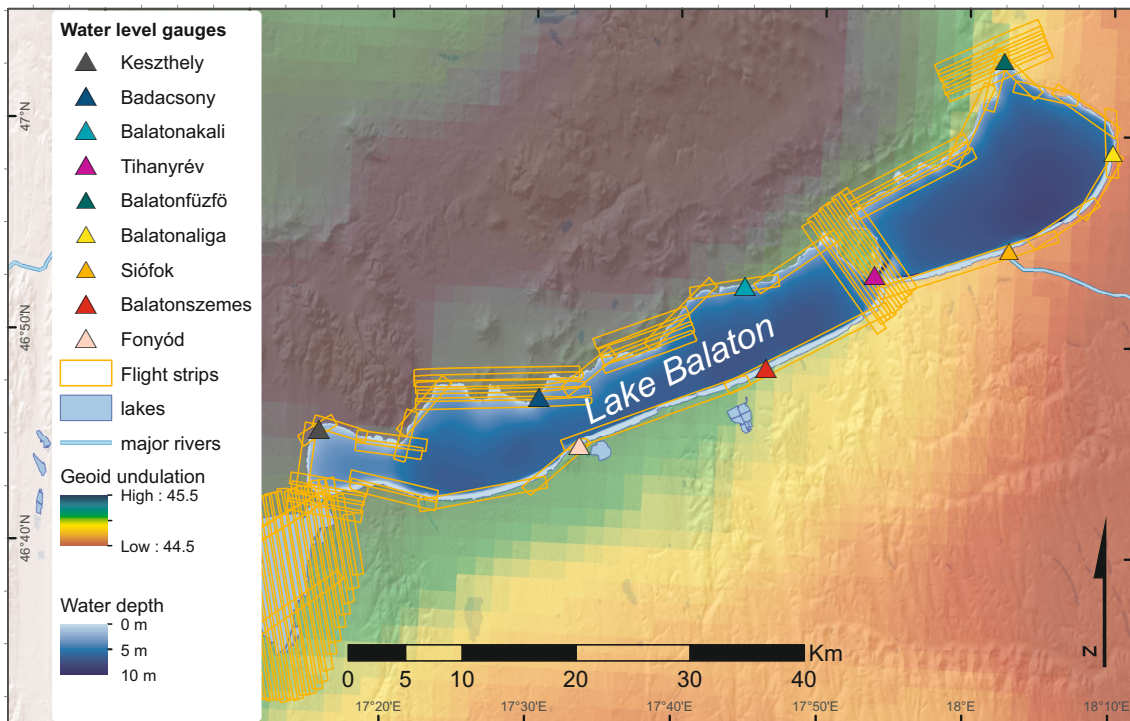 Water level gauges
Keszthely
Badacsony
Balatonakali
Tihanyrév
Balatonfüzfö
Balatonaliga
Siófok
Balatonszemes
Fonyód
Flight strips
lakes
major rivers
Geoid undulation
High : 45.5
Low : 44.5
Water depth
0 m
5 m
10 m
47°N
46°50'N
46°40'N
Lake Balaton
Km
0 5 10 20 30 40
N
17°20'E 17°30'E 17°40'E 17°50'E 18°E 18°10'E